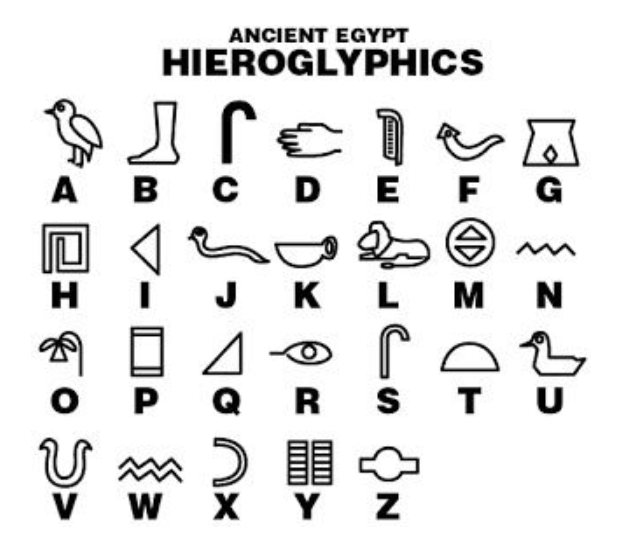 ANCIENT EGYPT
HIEROGLYPHICS
A B C D E F G
H I J K L M N
O P Q R S T U
V W X Y Z